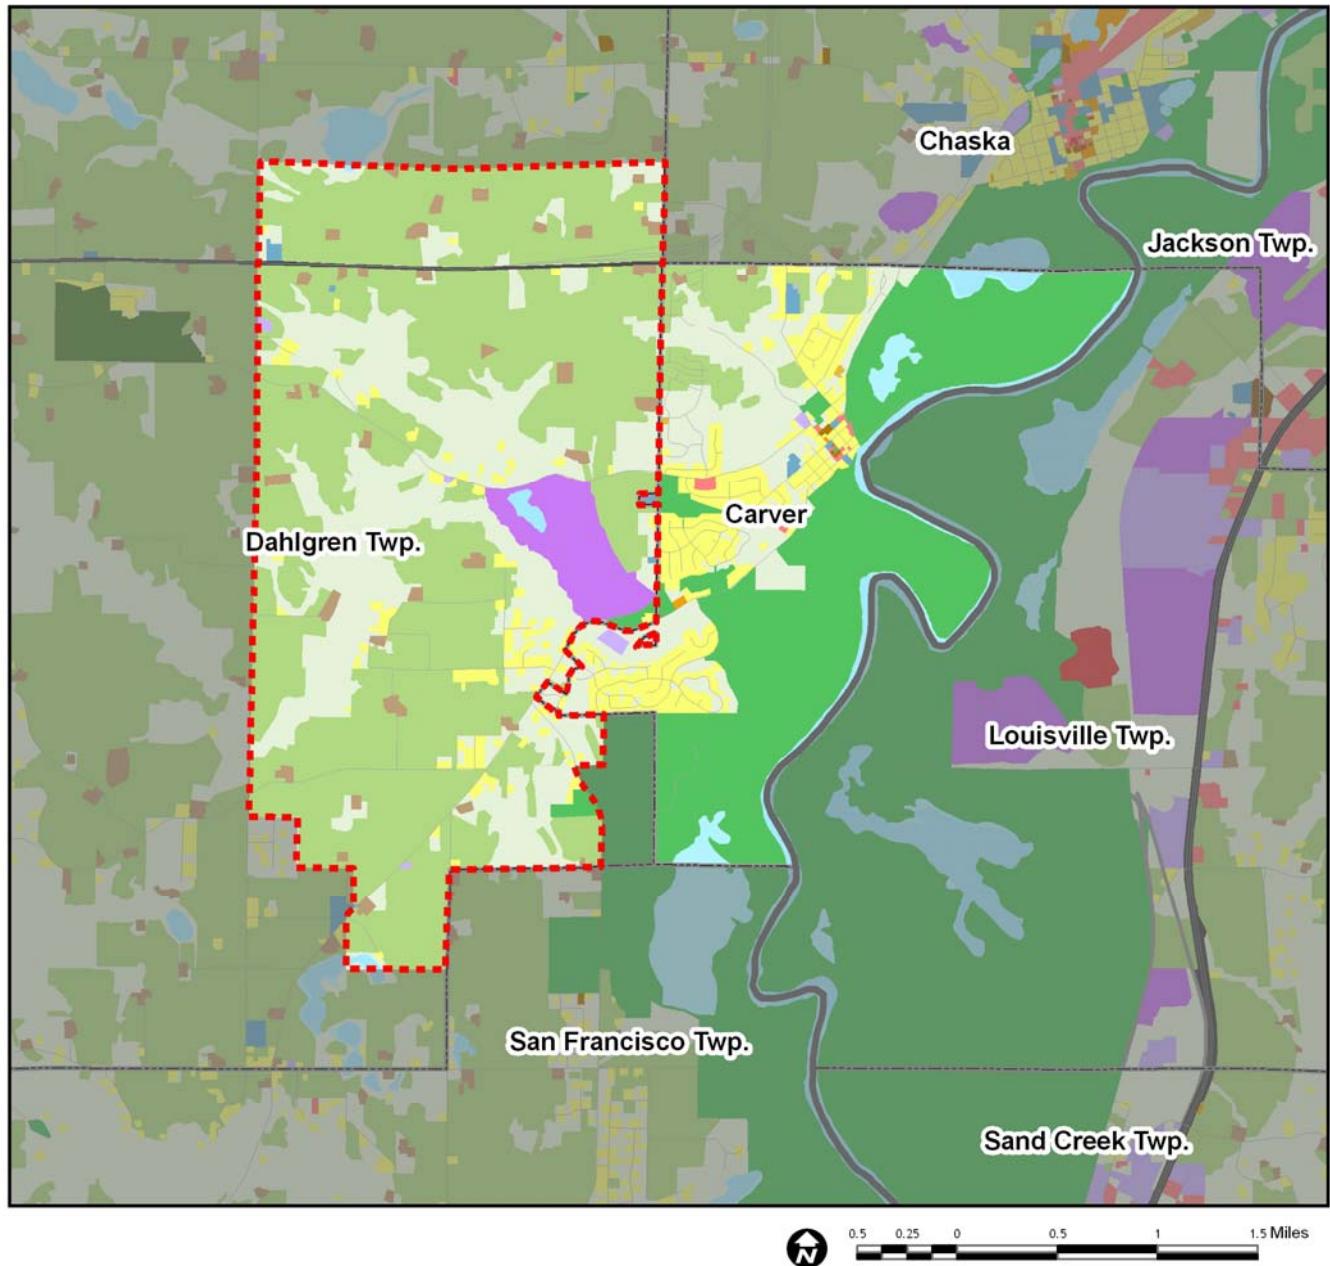 Chaska
Jackson Twp.
Carver
Dahlgren Twp.
Louisville Twp.
San Francisco Twp.
Sand Creek Twp.
N
0.5 0.25 0 0.5 1 1.5 Miles